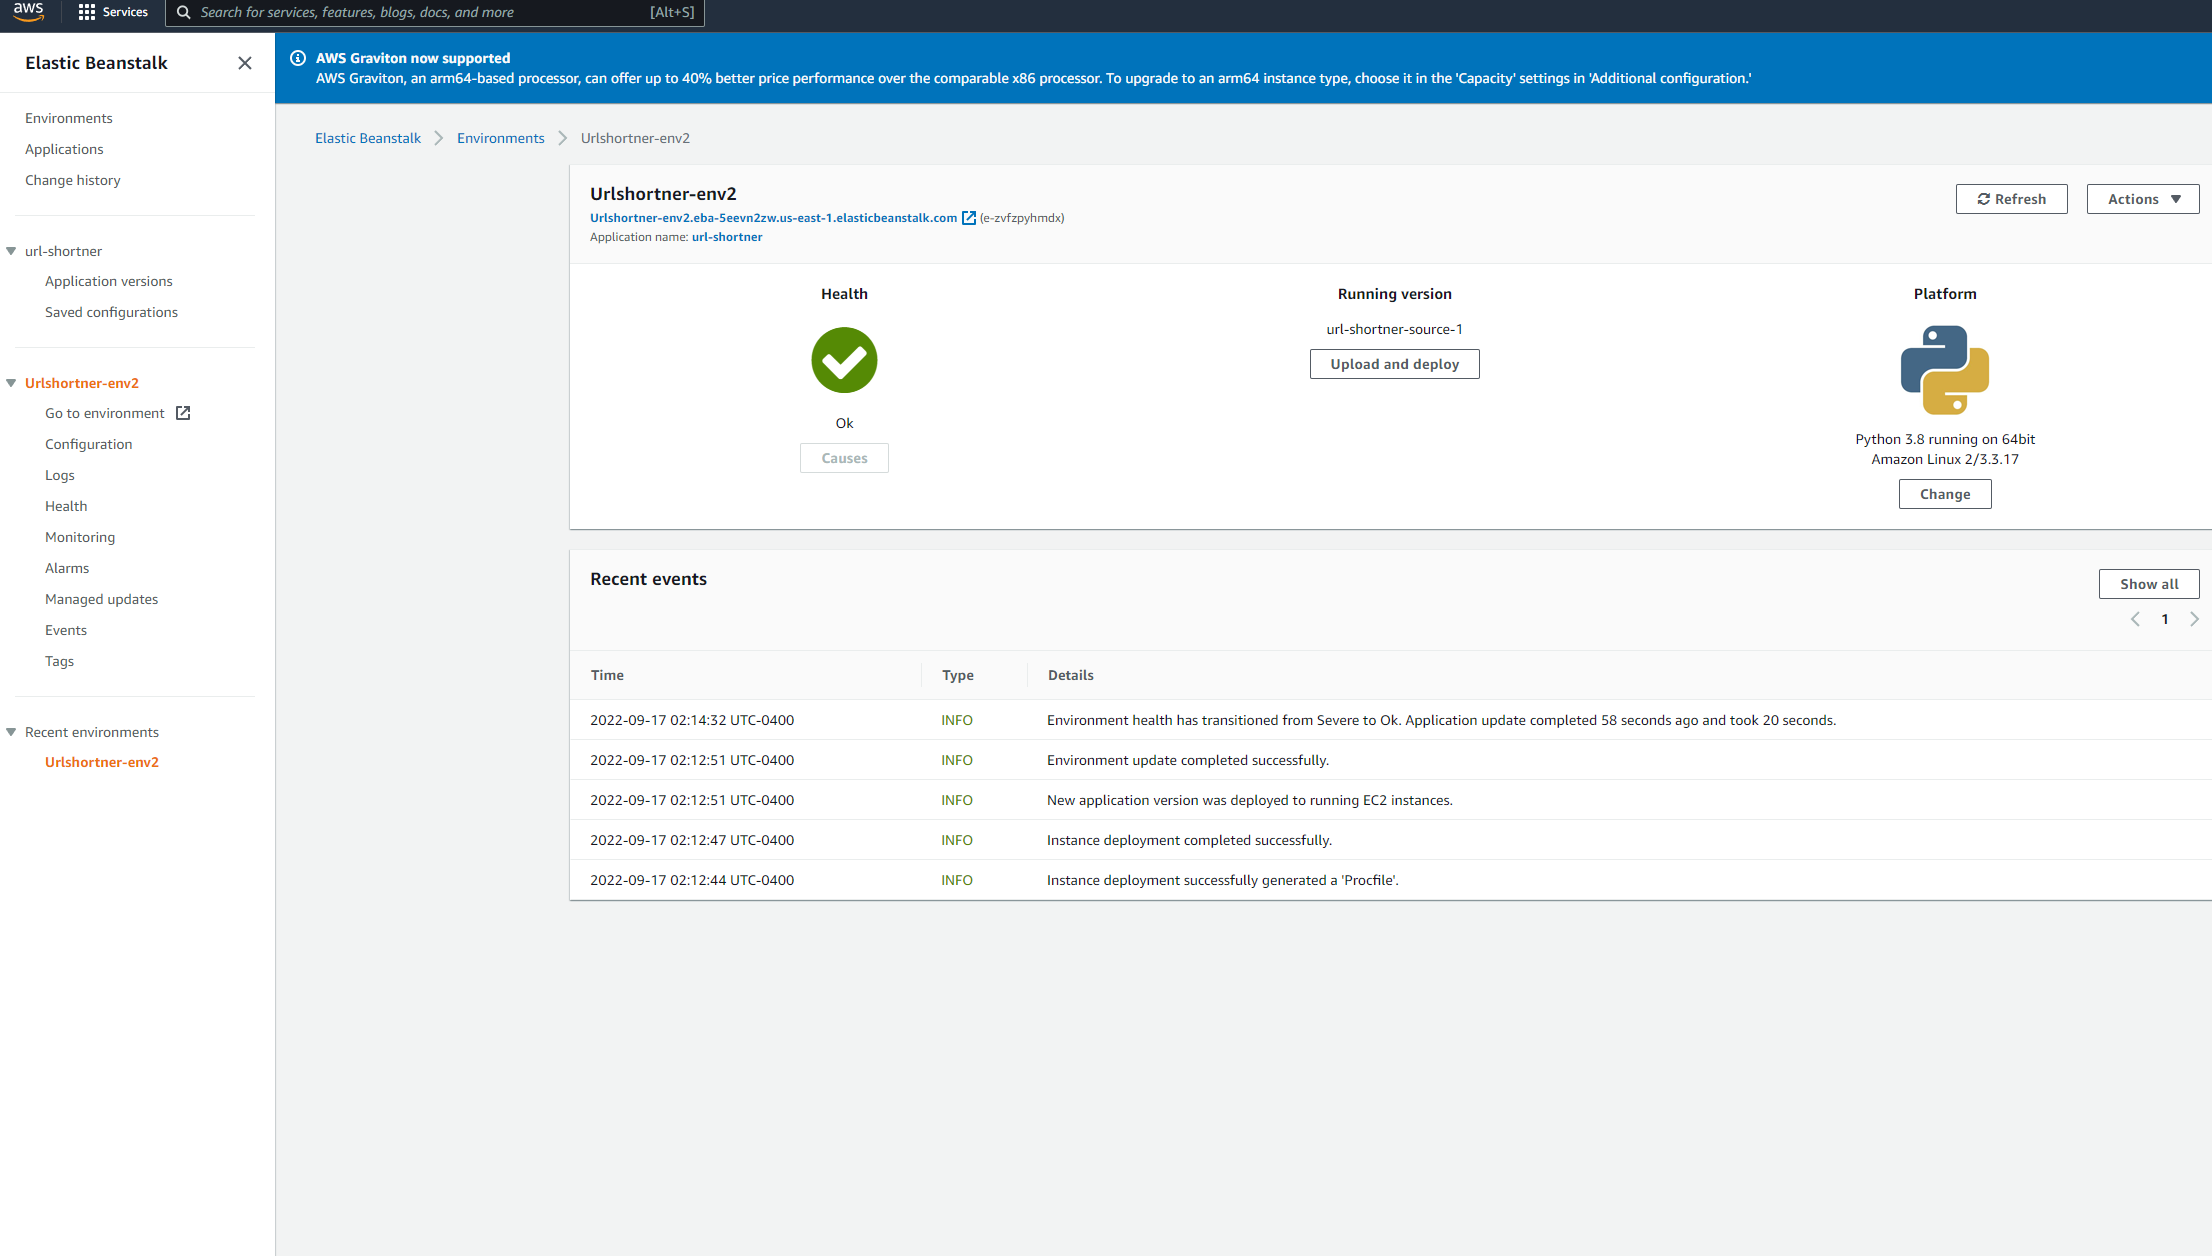 aws
Services
Search for services, features, blogs, docs, and more
[Alt+S]
Elastic Beanstalk
Environments
Applications
Change history
url-shortner
Application versions
Saved configurations
Urlshortner-env2
Go to environment
Configuration
Logs
Health
Monitoring
Alarms
Managed updates
Events
Tags
Recent environments
Urlshortner-env2
AWS Graviton now supported
AWS Graviton, an arm64-based processor, can offer up to 40% better price performance over the comparable x86 processor. To upgrade to an arm64 instance type, choose it in the 'Capacity' settings in 'Additional configuration.'
Elastic Beanstalk > Environments > Urlshortner-env2
Urlshortner-env2
Urlshortner-env2.eba-5eevn2zw.us-east-1.elasticbeanstalk.com (e-zvfzpyhmdx)
Application name: url-shortner
Refresh
Actions
Health
Ok
Causes
Running version
url-shortner-source-1
Upload and deploy
Platform
Python 3.8 running on 64bit
Amazon Linux 2/3.3.17
Change
Recent events
Show all
1
Time Type Details
2022-09-17 02:14:32 UTC-0400 INFO Environment health has transitioned from Severe to Ok. Application update completed 58 seconds ago and took 20 seconds.
2022-09-17 02:12:51 UTC-0400 INFO Environment update completed successfully.
2022-09-17 02:12:51 UTC-0400 INFO New application version was deployed to running EC2 instances.
2022-09-17 02:12:47 UTC-0400 INFO Instance deployment completed successfully.
2022-09-17 02:12:44 UTC-0400 INFO Instance deployment successfully generated a 'Procfile'.